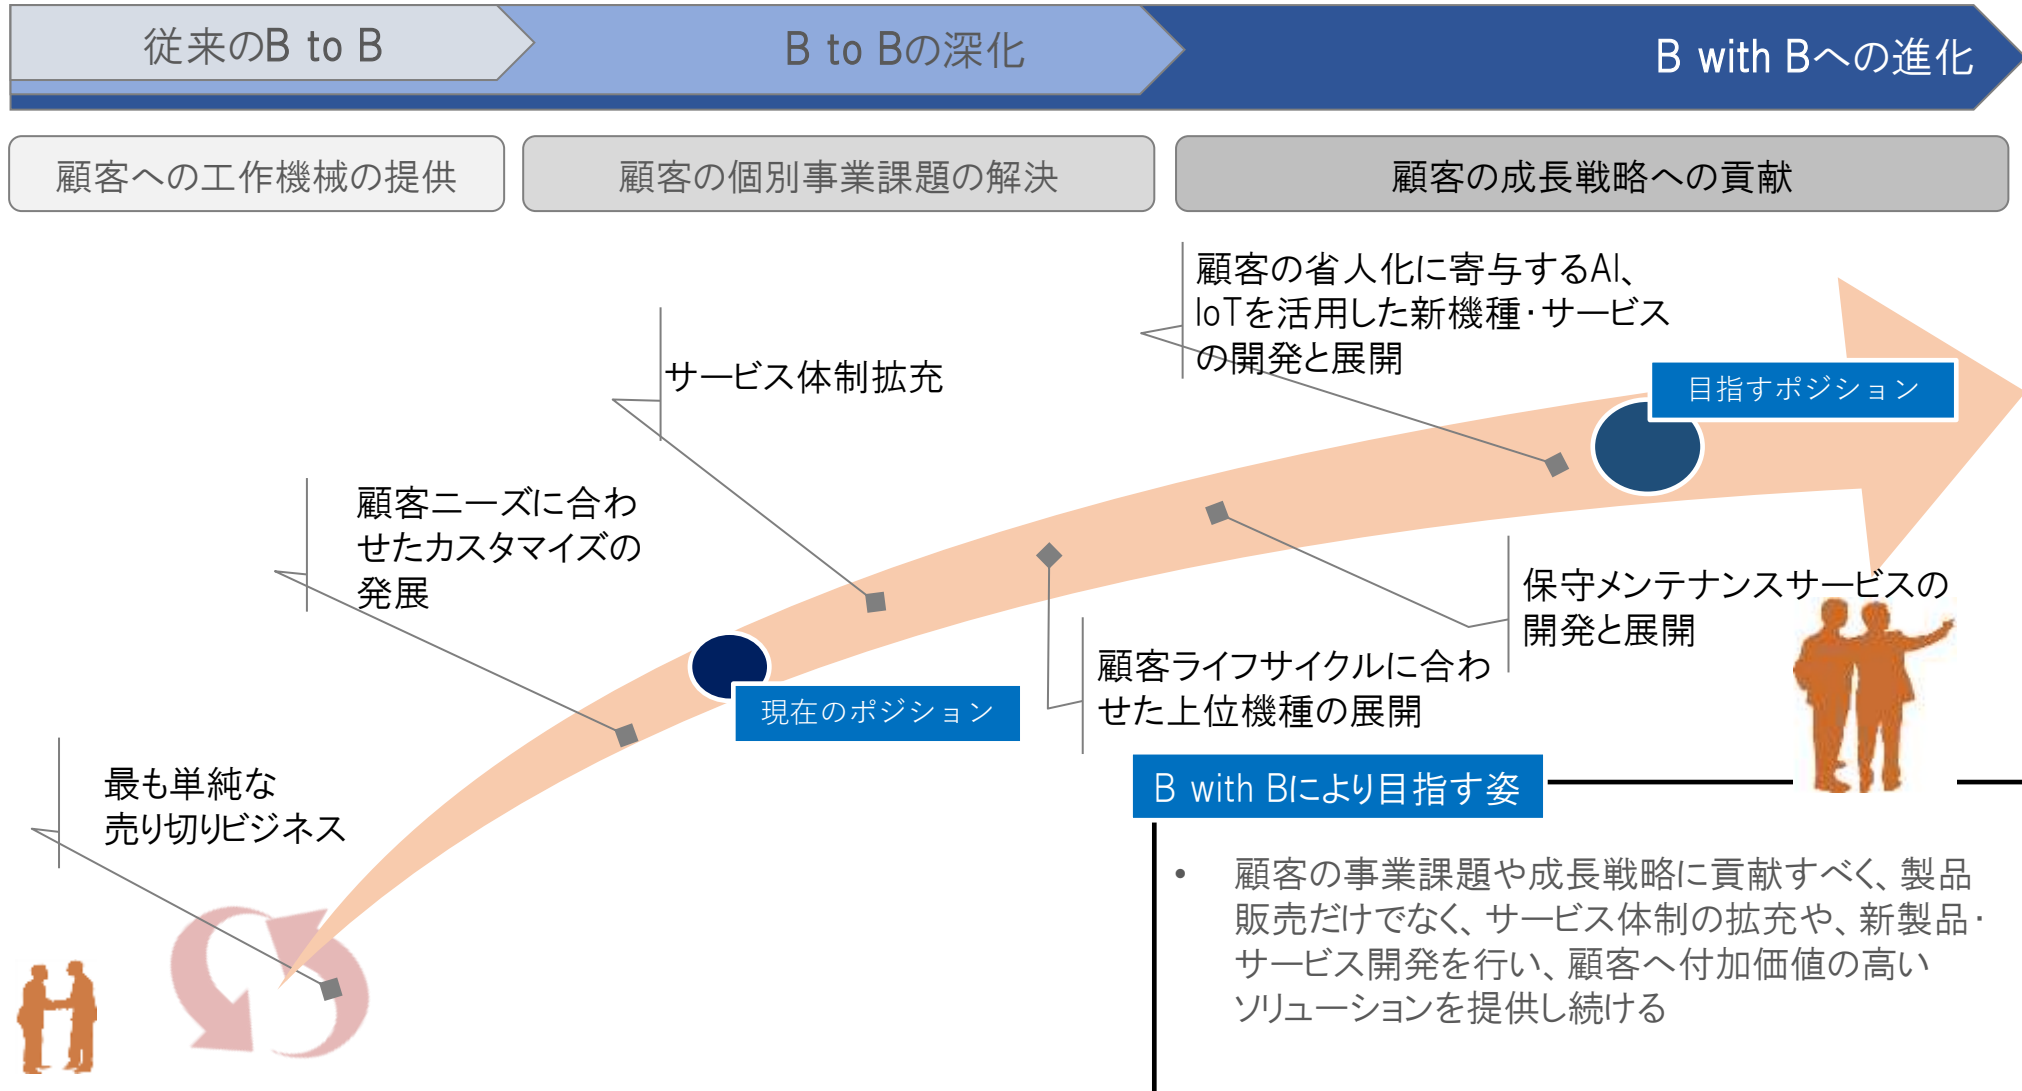 従来のB to B
B to Bの深化
B with Bへの進化
顧客への工作機械の提供
顧客の個別事業課題の解決
顧客の成長戦略への貢献
顧客の省人化に寄与するAI、
IoTを活用した新機種・サービス
の開発と展開
サービス体制拡充
目指すポジション
顧客ニーズに合わ
せたカスタマイズの
発展
保守メンテナンスサービスの
開発と展開
顧客ライフサイクルに合わ
せた上位機種の展開
現在のポジション
最も単純な
売り切りビジネス
B with Bにより目指す姿
• 顧客の事業課題や成長戦略に貢献すべく、製品
販売だけでなく、サービス体制の拡充や、新製品・
サービス開発を行い、顧客へ付加価値の高い
ソリューションを提供し続ける